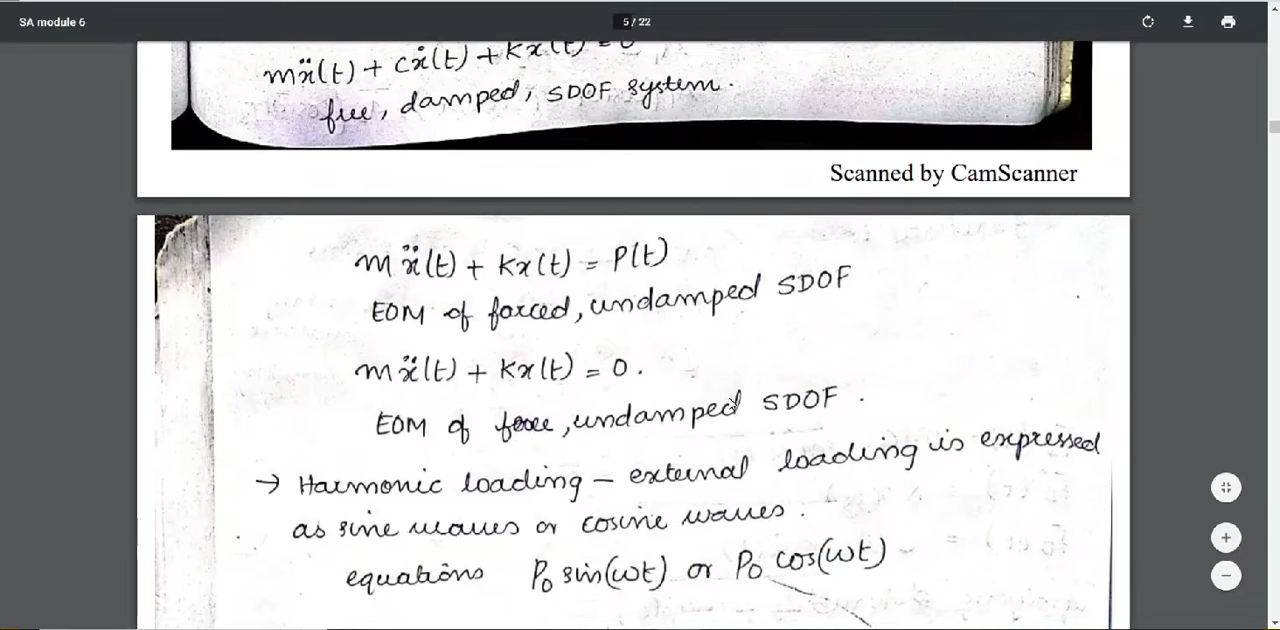 SA module 6
5 / 22
mẍ(t) + cẋ(t) + Kx(t) = 0
free, damped, SDOF system.
Scanned by CamScanner
mẍ(t) + Kx(t) = P(t)
EOM of forced, undamped SDOF
mẍ(t) + Kx(t) = 0.
EOM of free, undamped SDOF.
→ Harmonic loading – external loading is expressed
as sine waves or cosine waves.
equations P₀ sin(ωt) or P₀ cos(ωt)